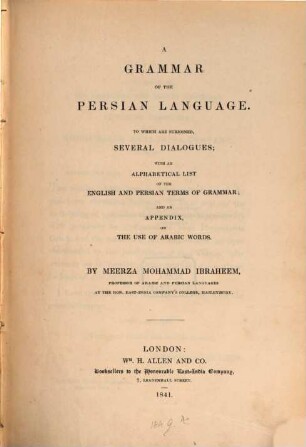 A
GRAMMAR
OF THE
PERSIAN LANGUAGE.
TO WHICH ARE SUBJOINED,
SEVERAL DIALOGUES;
WITH AN
ALPHABETICAL LIST
OF THE
ENGLISH AND PERSIAN TERMS OF GRAMMAR;
AND AN
APPENDIX,
ON
THE USE OF ARABIC WORDS.
BY MEERZA MOHAMMAD IBRAHEEM,
PROFESSOR OF ARABIC AND PERSIAN LANGUAGES
AT THE HON. EAST-INDIA COMPANY'S COLLEGE, HAILEYBURY.
LONDON:
WM. H. ALLEN AND CO.
Booksellers to the Honourable East-India Company,
7, LEADENHALL STREET.
1841.